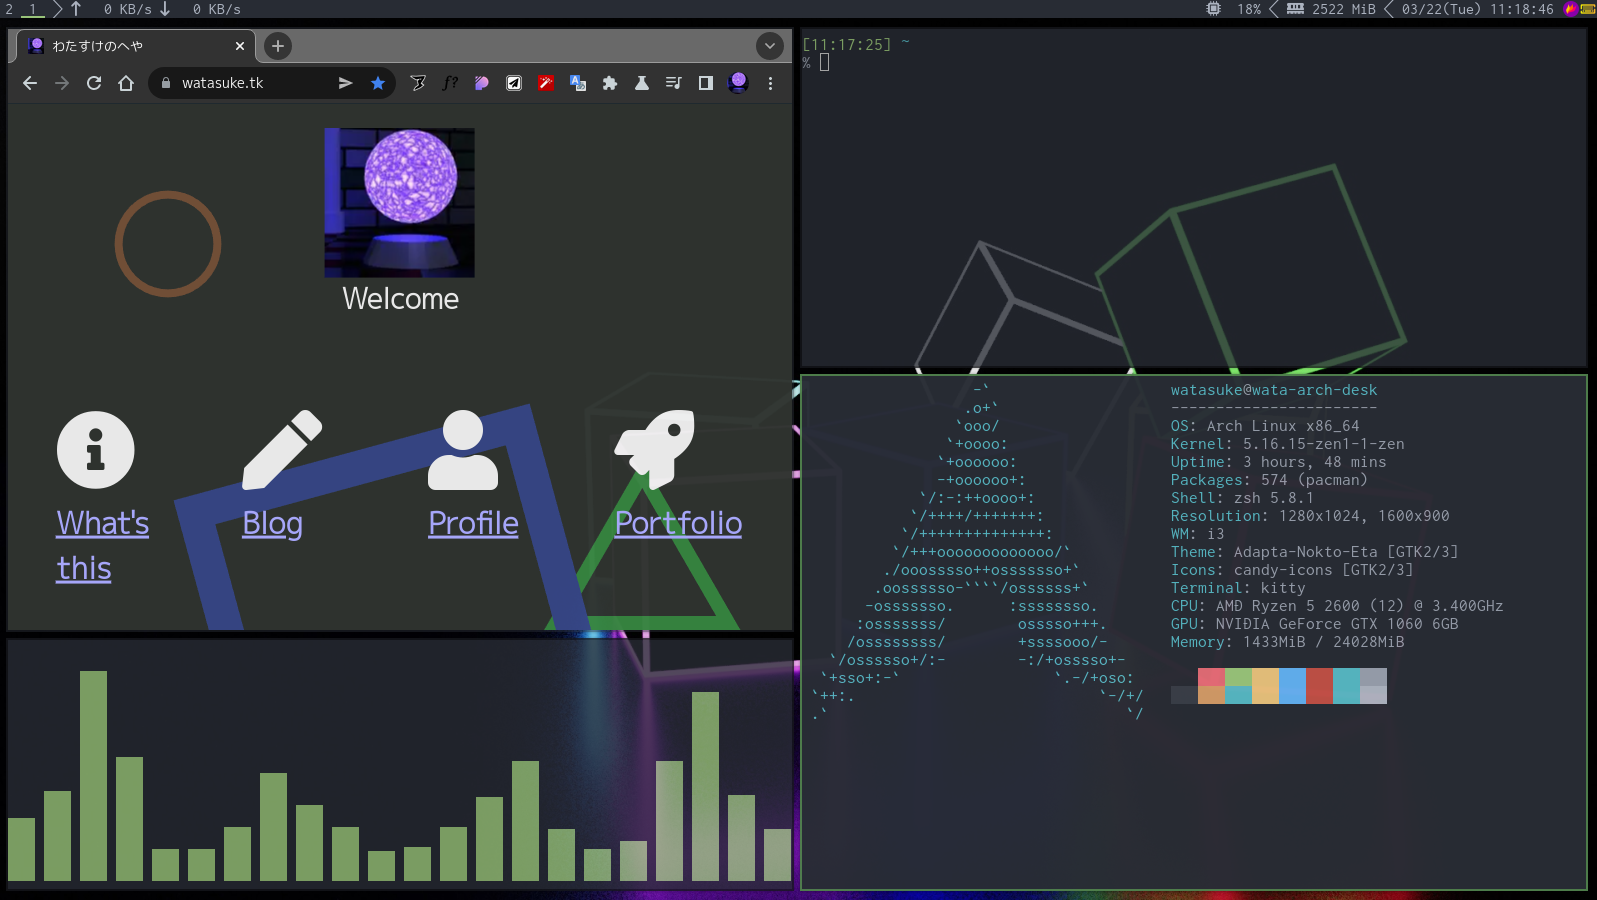 2 1 ↑ 0 KB/s ↓ 0 KB/s 18% 2522 MiB 03/22(Tue) 11:18:46
わたすけのへや
watasuke.tk
Welcome
What's this
Blog
Profile
Portfolio
[11:17:25] ~
%
-`
.o+`
`ooo/
`+oooo:
`+oooooo:
-+oooooo+:
`/:-:++oooo+:
`/++++/+++++++:
`/++++++++++++++:
`/+++ooooooooooooo/`
./ooosssso++osssssso+`
.oossssso-````/ossssss+`
-osssssso. :ssssssso.
:osssssss/ osssso+++.
/ossssssss/ +ssssooo/-
`/ossssso+/:- -:/+osssso+-
`+sso+:-` `.-/+oso:
`++:. `-/+/
.` `/
watasuke@wata-arch-desk
-----------------------
OS: Arch Linux x86_64
Kernel: 5.16.15-zen1-1-zen
Uptime: 3 hours, 48 mins
Packages: 574 (pacman)
Shell: zsh 5.8.1
Resolution: 1280x1024, 1600x900
WM: i3
Theme: Adapta-Nokto-Eta [GTK2/3]
Icons: candy-icons [GTK2/3]
Terminal: kitty
CPU: AMD Ryzen 5 2600 (12) @ 3.400GHz
GPU: NVIDIA GeForce GTX 1060 6GB
Memory: 1433MiB / 24028MiB